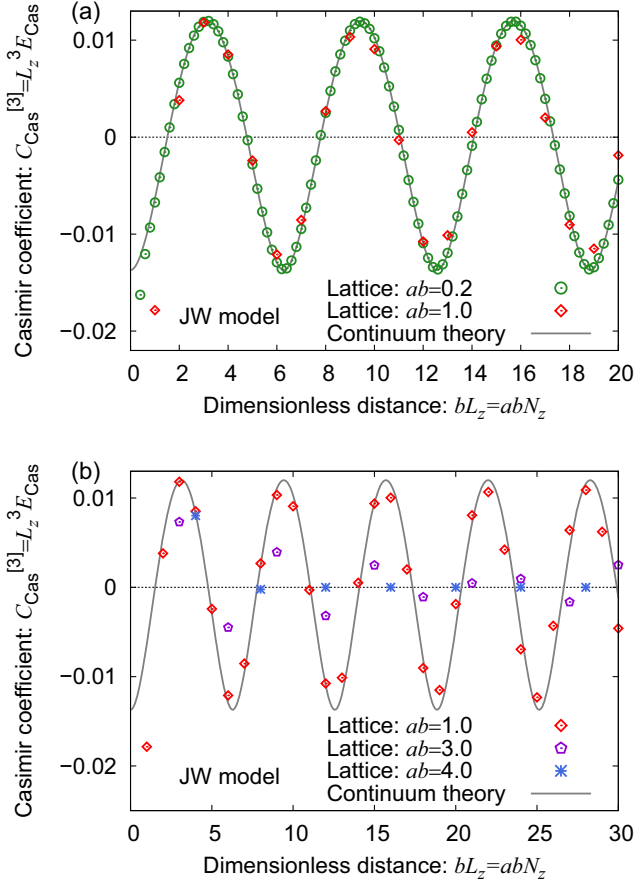 (a)
Casimir coefficient: C_Cas^[3]=L_z^3 E_Cas
0.01
0
−0.01
−0.02
JW model
Lattice: ab=0.2
Lattice: ab=1.0
Continuum theory
0 2 4 6 8 10 12 14 16 18 20
Dimensionless distance: bL_z=abN_z
(b)
Casimir coefficient: C_Cas^[3]=L_z^3 E_Cas
0.01
0
−0.01
−0.02
JW model
Lattice: ab=1.0
Lattice: ab=3.0
Lattice: ab=4.0
Continuum theory
0 5 10 15 20 25 30
Dimensionless distance: bL_z=abN_z